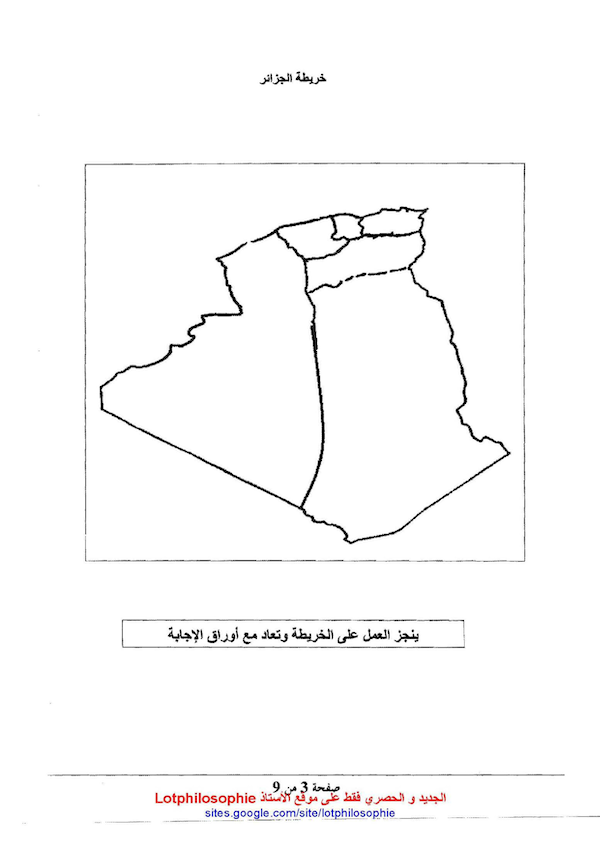 خريطة الجزائر
ينجز العمل على الخريطة وتعاد مع أوراق الإجابة
صفحة 3 من 9
الجديد و الحصري فقط على موقع الأستاذ Lotphilosophie
sites.google.com/site/lotphilosophie